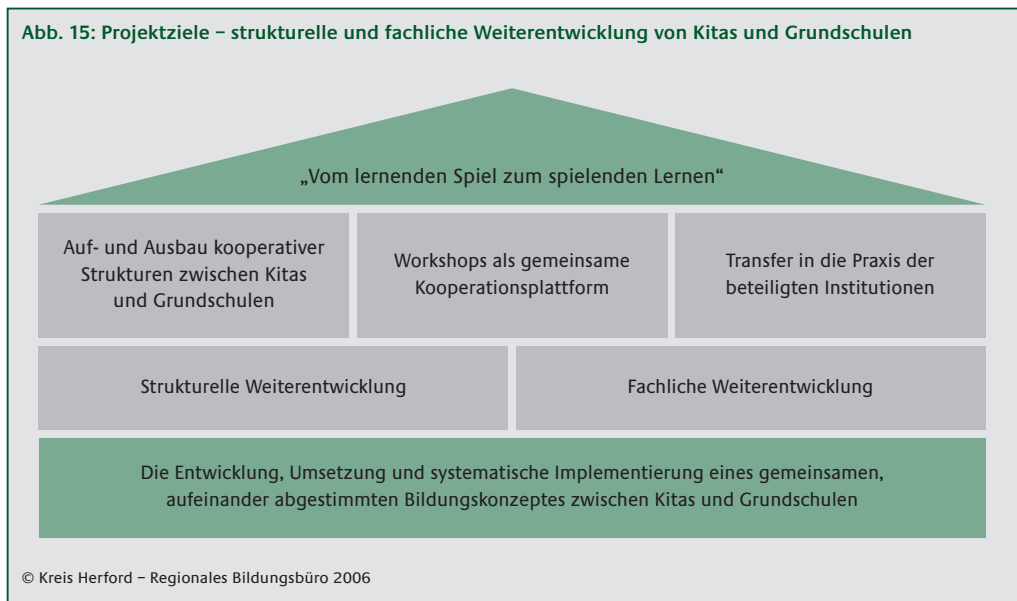 Abb. 15: Projektziele – strukturelle und fachliche Weiterentwicklung von Kitas und Grundschulen
„Vom lernenden Spiel zum spielenden Lernen“
Auf- und Ausbau kooperativer
Strukturen zwischen Kitas
und Grundschulen
Workshops als gemeinsame
Kooperationsplattform
Transfer in die Praxis der
beteiligten Institutionen
Strukturelle Weiterentwicklung
Fachliche Weiterentwicklung
Die Entwicklung, Umsetzung und systematische Implementierung eines gemeinsamen,
aufeinander abgestimmten Bildungskonzeptes zwischen Kitas und Grundschulen
© Kreis Herford – Regionales Bildungsbüro 2006